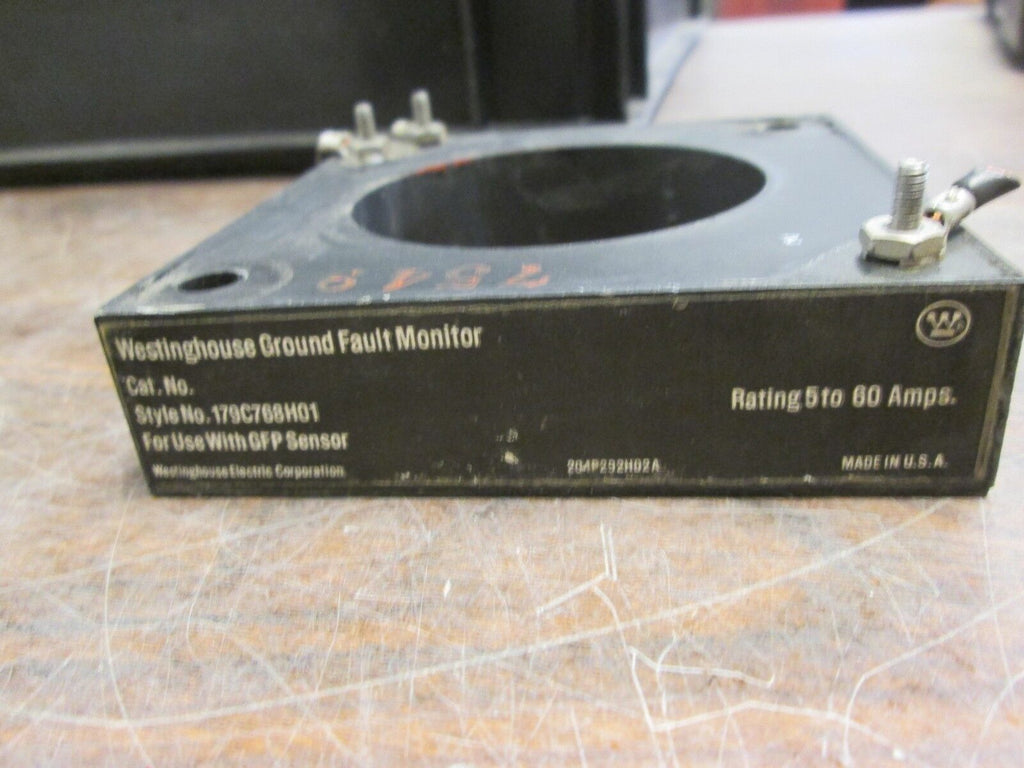 Westinghouse Ground Fault Monitor
Cat. No.
Style No. 179C768H01
Rating 5 to 60 Amps.
For Use With GFP Sensor
Westinghouse Electric Corporation
204P292H02A
MADE IN U.S.A.
W